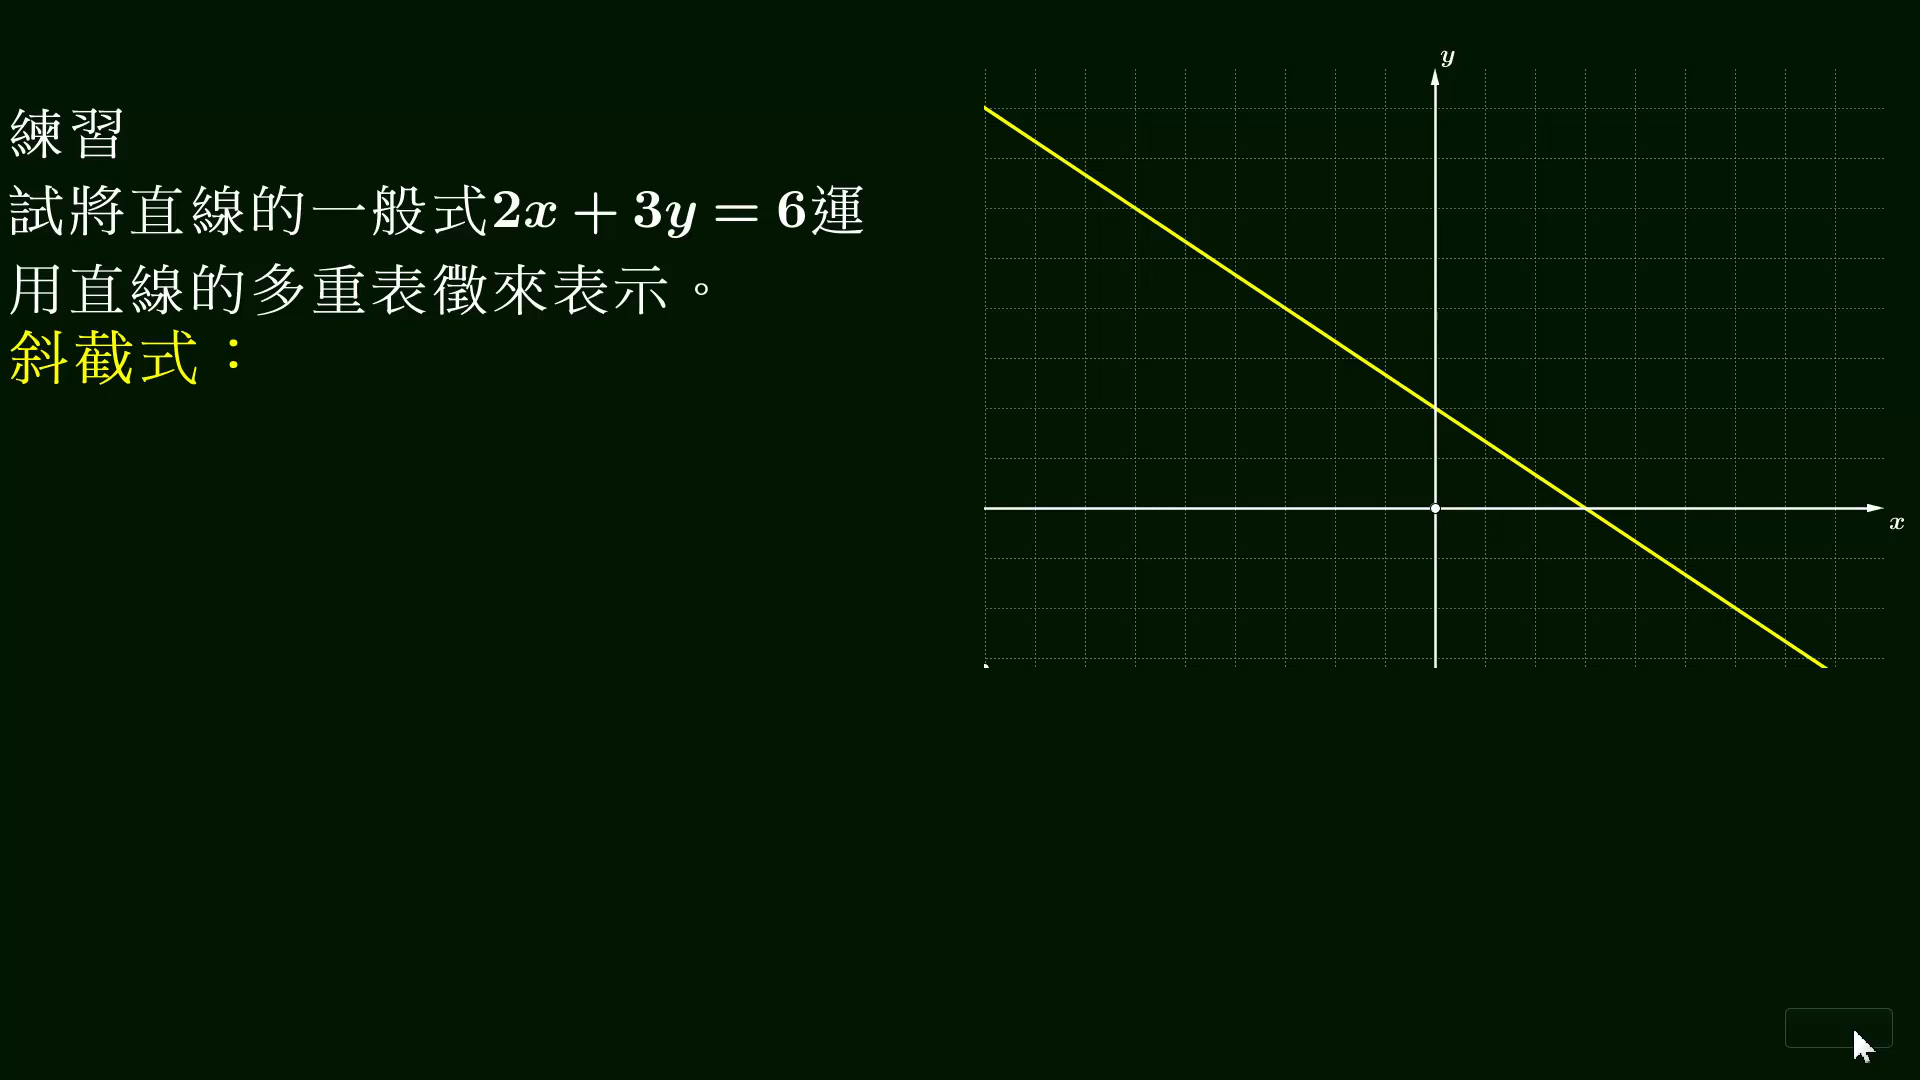 練習
試將直線的一般式2x + 3y = 6運
用直線的多重表徵來表示。
斜截式：
y
x